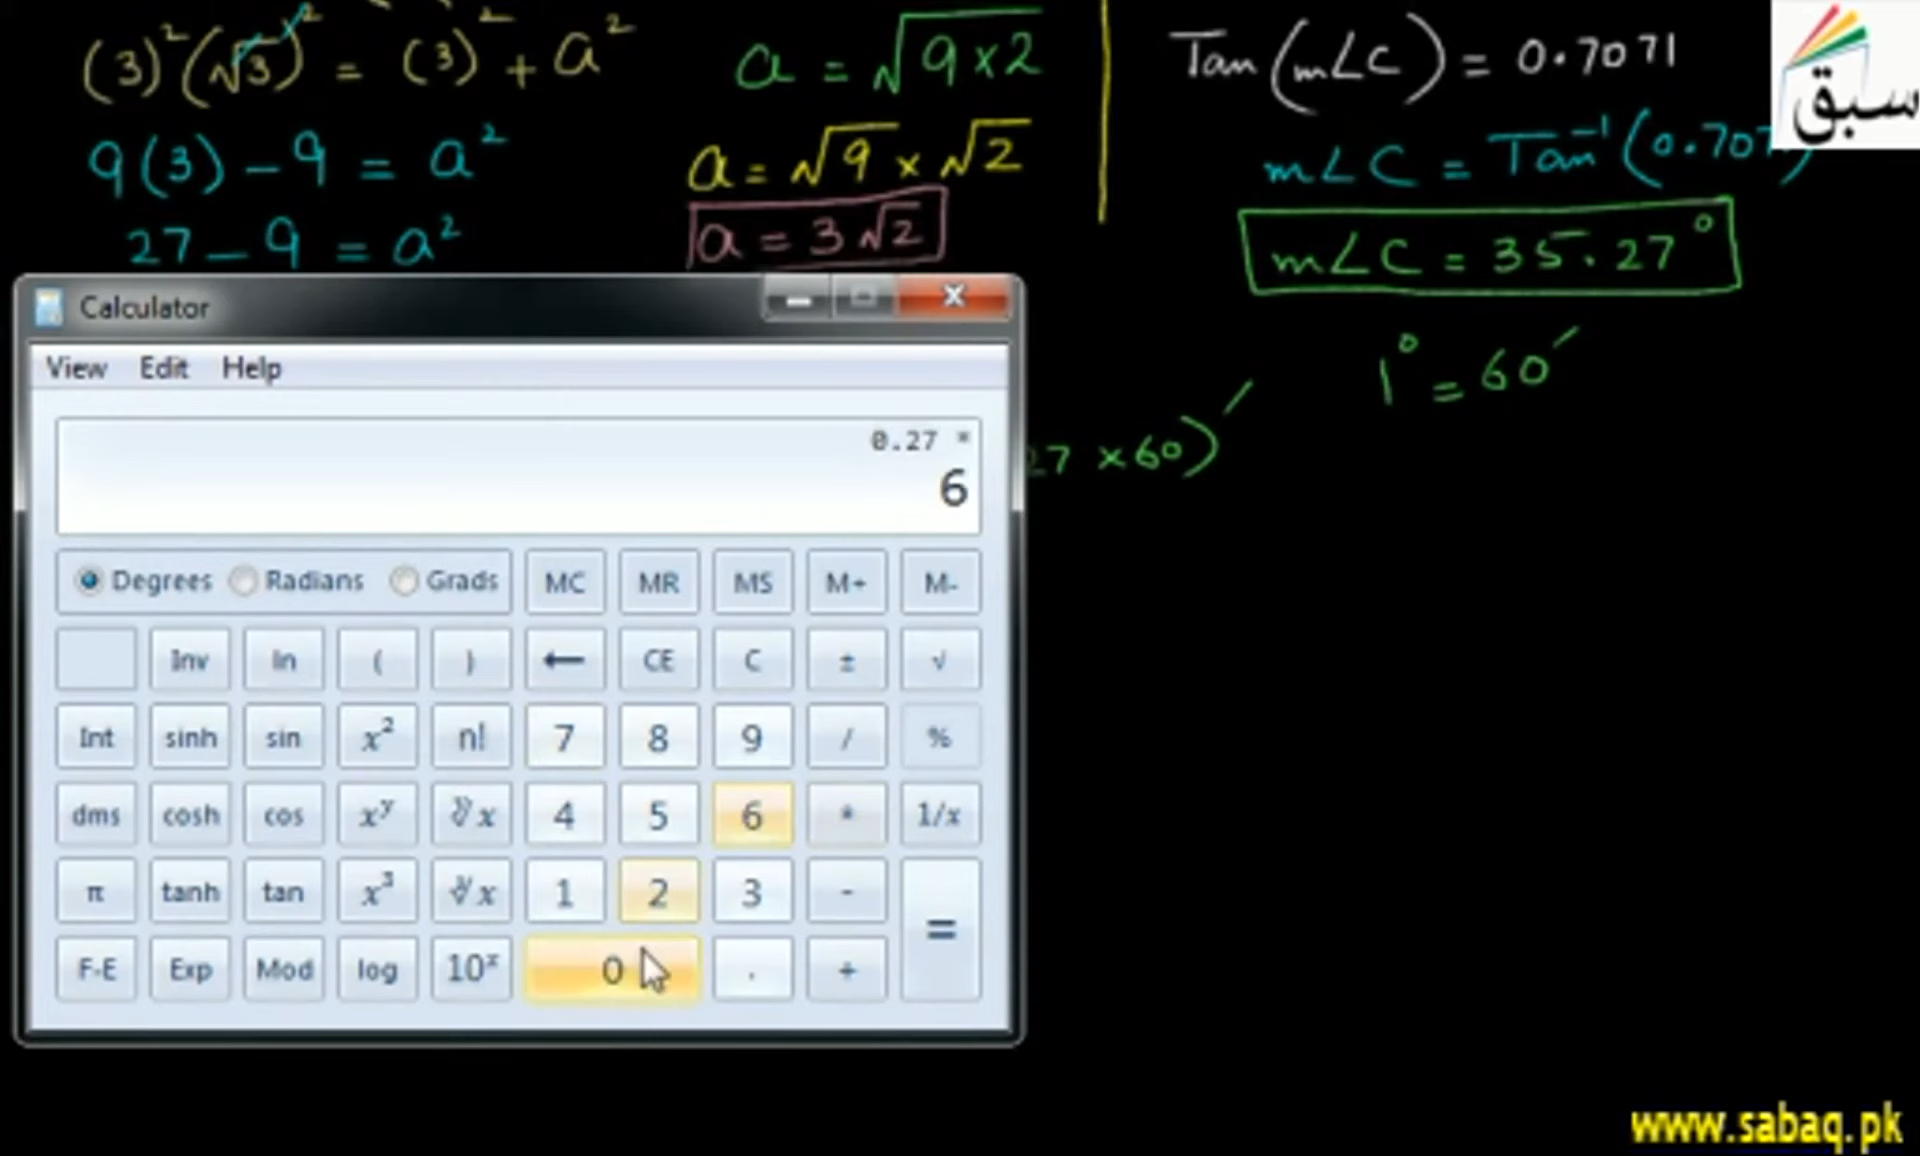 (3)²(√3)² = (3)² + a²
9(3) - 9 = a²
27 - 9 = a²
a = √9×2
a = √9 × √2
a = 3√2
Tan(m∠C) = 0.7071
m∠C = Tan⁻¹(0.707
m∠C = 35.27°
1° = 60′
27 × 60)′
سبق
Calculator
View Edit Help
0.27 *
6
Degrees Radians Grads MC MR MS M+ M-
Inv ln ( ) ← CE C ± √
Int sinh sin x² n! 7 8 9 / %
dms cosh cos xʸ ʸ√x 4 5 6 * 1/x
π tanh tan x³ ³√x 1 2 3 - =
F-E Exp Mod log 10ˣ 0 . +
www.sabaq.pk